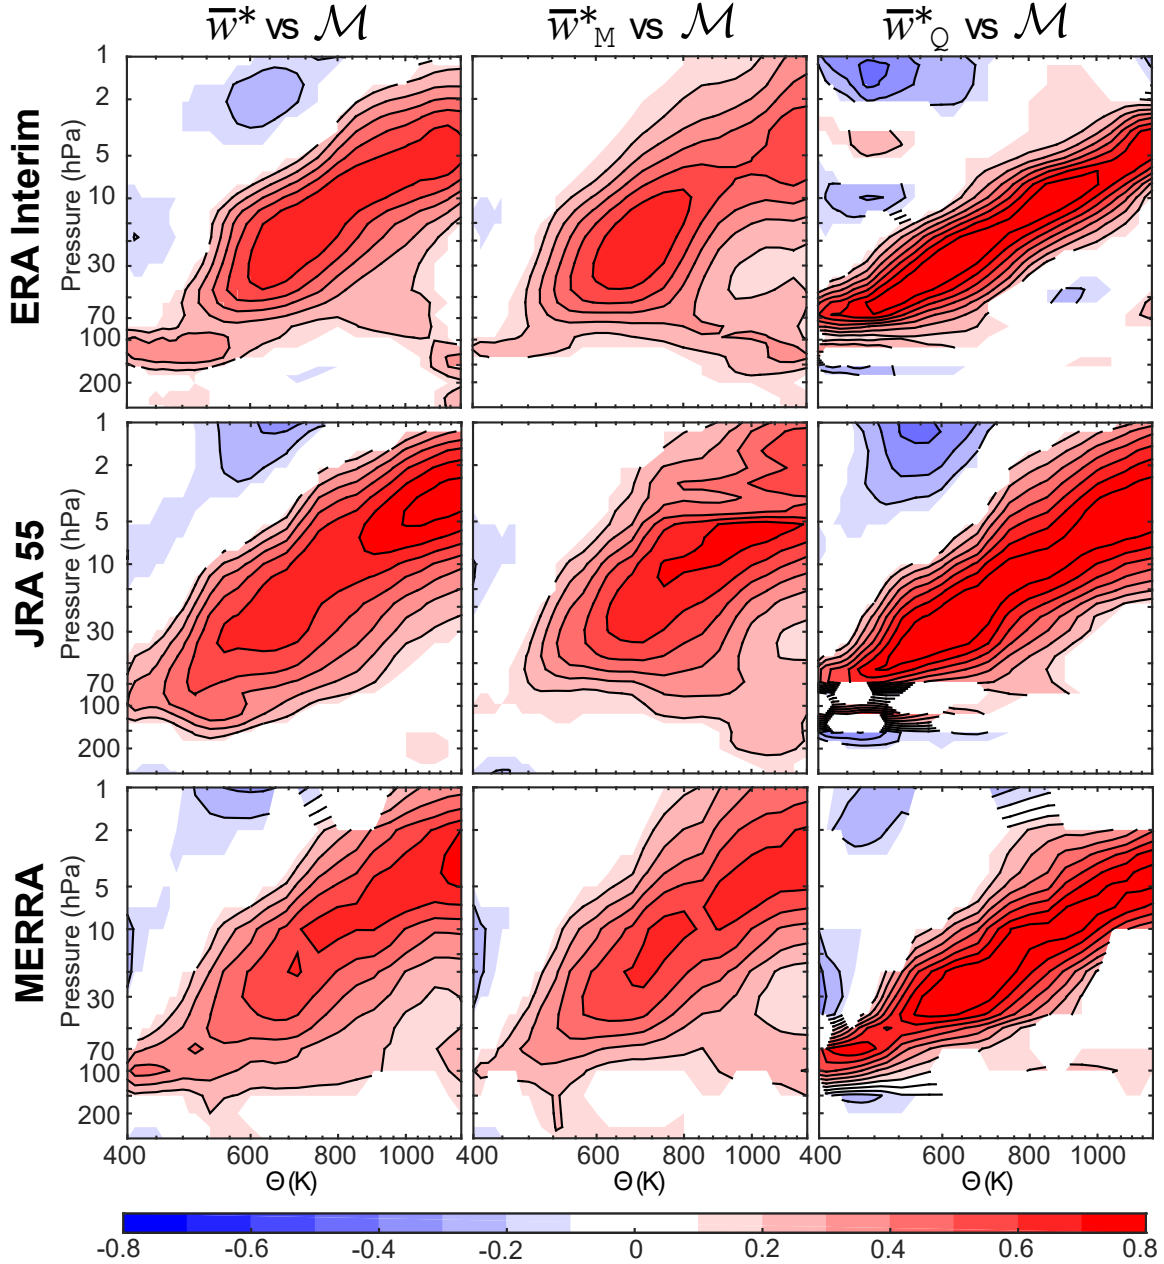 w̅* vs ℳ
w̅*M vs ℳ
w̅*Q vs ℳ
ERA Interim
Pressure (hPa)
1
2
5
10
30
70
100
200
JRA 55
Pressure (hPa)
1
2
5
10
30
70
100
200
MERRA
Pressure (hPa)
1
2
5
10
30
70
100
200
400 600 800 1000 4 600 800 1000 400 600 800 1000
Θ (K) Θ (K) Θ (K)
-0.8 -0.6 -0.4 -0.2 0 0.2 0.4 0.6 0.8